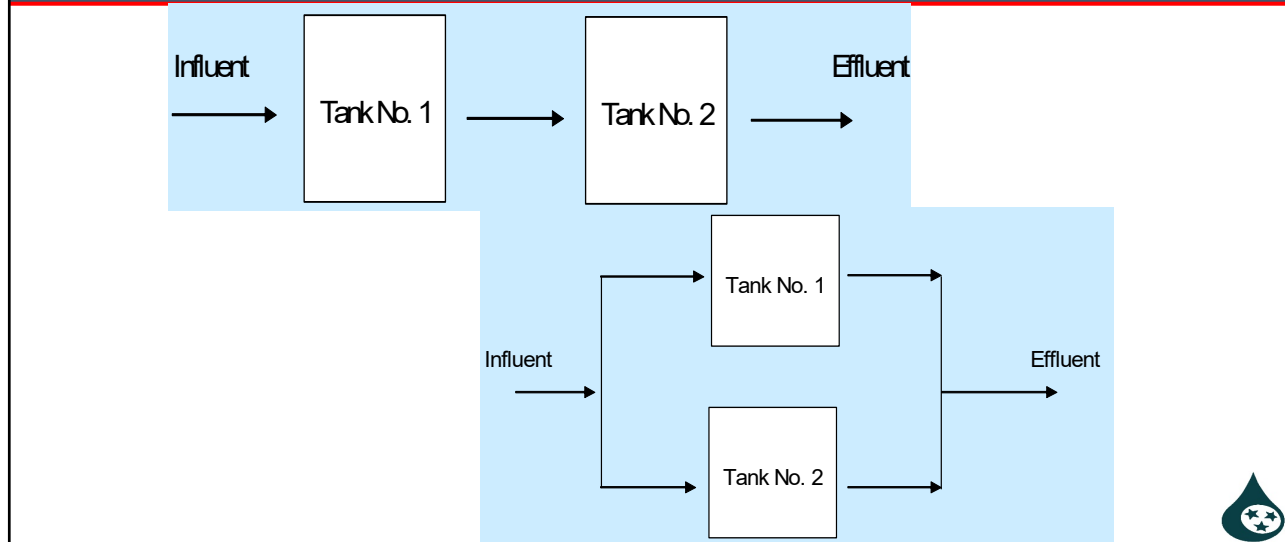 Influent
Effluent
Tank No. 1
Tank No. 2
Tank No. 1
Influent
Effluent
Tank No. 2